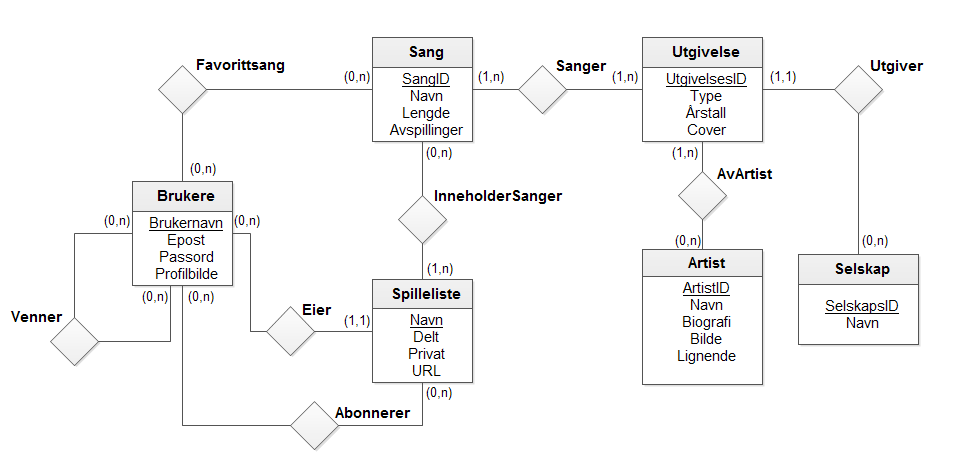 Sang
SangID
Navn
Lengde
Avspillinger
Utgivelse
UtgivelsesID
Type
Årstall
Cover
Favorittsang
Sanger
Utgiver
(0,n)
(1,n)
(1,n)
(1,1)
(0,n)
(1,n)
AvArtist
(0,n)
Brukere
Brukernavn
Epost
Passord
Profilbilde
(0,n)
(0,n)
(0,n)
(0,n)
InneholderSanger
(1,n)
(0,n)
(0,n)
Artist
ArtistID
Navn
Biografi
Bilde
Lignende
Selskap
SelskapsID
Navn
Spilleliste
Navn
Delt
Privat
URL
Venner
Eier
(1,1)
(0,n)
Abonnerer